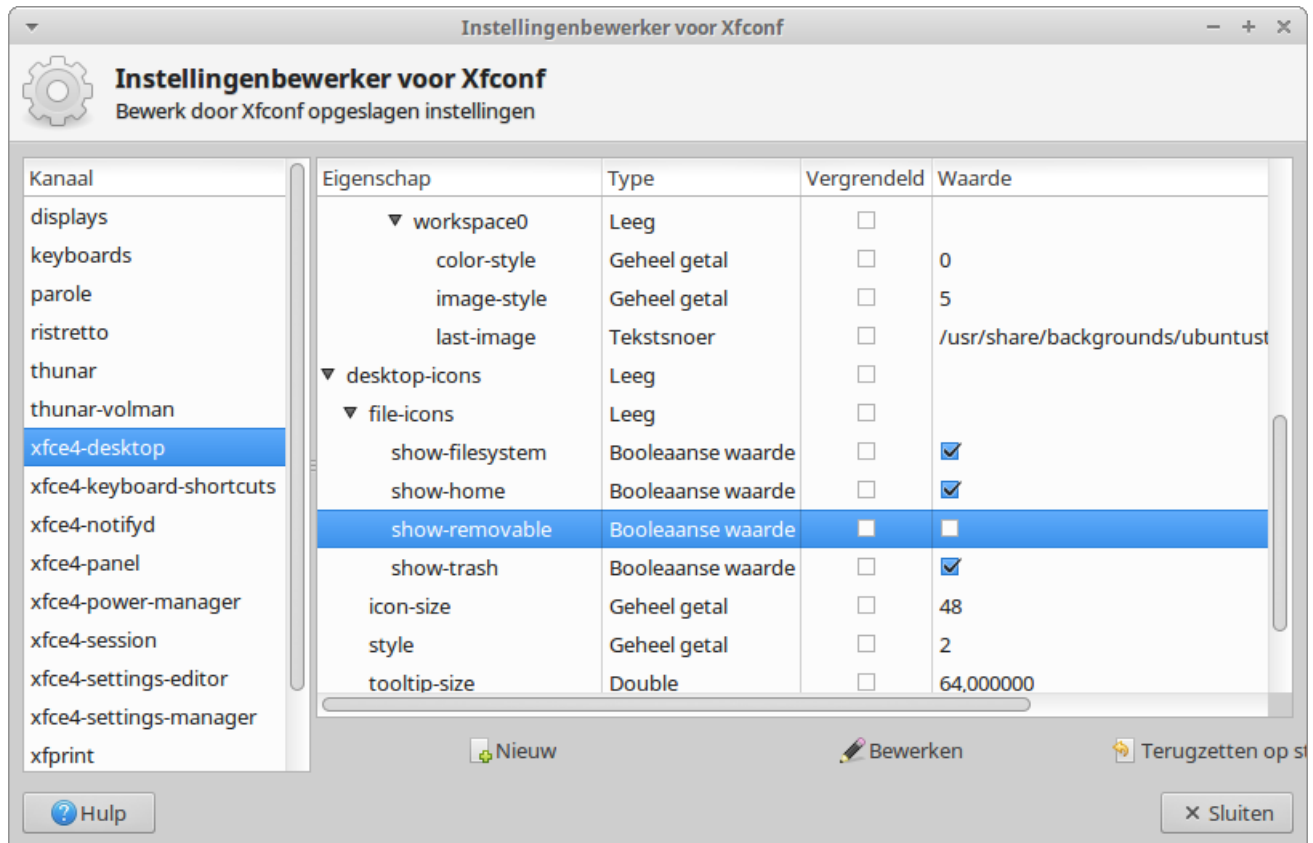 Instellingenbewerker voor Xfconf
Instellingenbewerker voor Xfconf
Bewerk door Xfconf opgeslagen instellingen
Kanaal
displays
keyboards
parole
ristretto
thunar
thunar-volman
xfce4-desktop
xfce4-keyboard-shortcuts
xfce4-notifyd
xfce4-panel
xfce4-power-manager
xfce4-session
xfce4-settings-editor
xfce4-settings-manager
xfprint
Eigenschap Type Vergrendeld Waarde
workspace0 Leeg
color-style Geheel getal 0
image-style Geheel getal 5
last-image Tekstsnoer /usr/share/backgrounds/ubuntust
desktop-icons Leeg
file-icons Leeg
show-filesystem Booleaanse waarde
show-home Booleaanse waarde
show-removable Booleaanse waarde
show-trash Booleaanse waarde
icon-size Geheel getal 48
style Geheel getal 2
tooltip-size Double 64,000000
Nieuw Bewerken Terugzetten op st
Hulp Sluiten